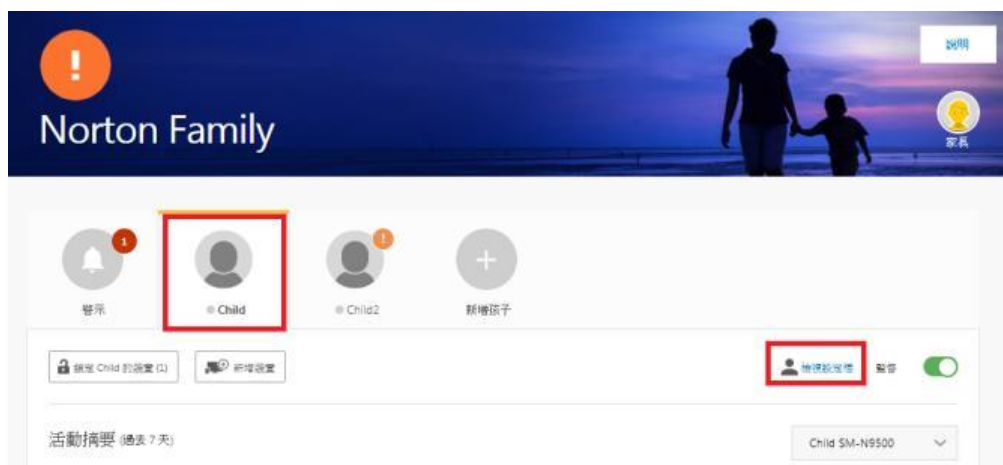 !
說明
Norton Family
家長
1
!
+
警示
Child
Child2
新增孩子
鎖定 Child 的裝置 (1)
新增裝置
檢視設定檔
監督
活動摘要 (過去 7 天)
Child SM-N9500